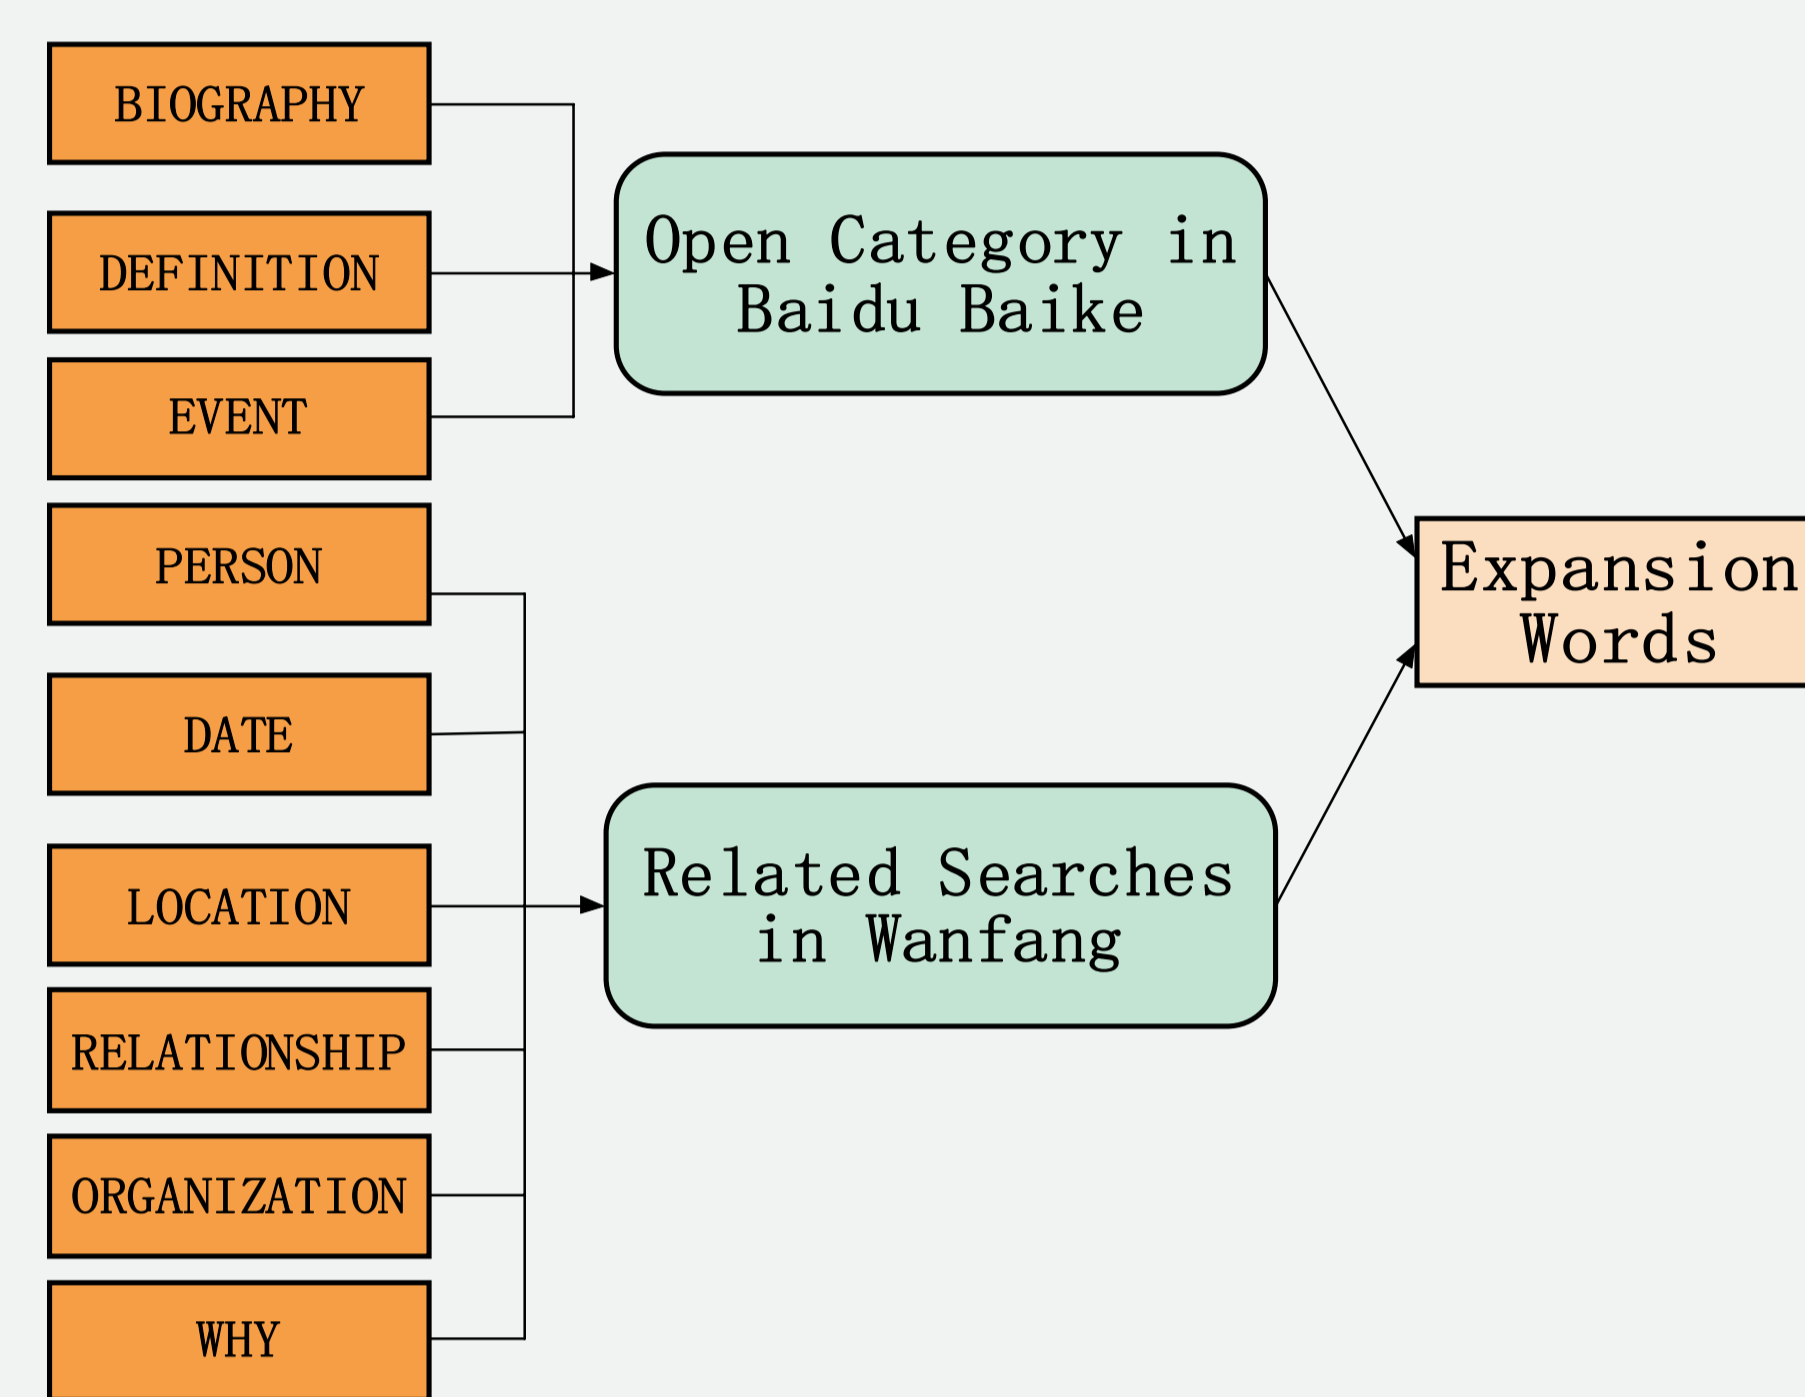 BIOGRAPHY
DEFINITION
EVENT
PERSON
DATE
LOCATION
RELATIONSHIP
ORGANIZATION
WHY
Open Category in
Baidu Baike
Related Searches
in Wanfang
Expansion
Words